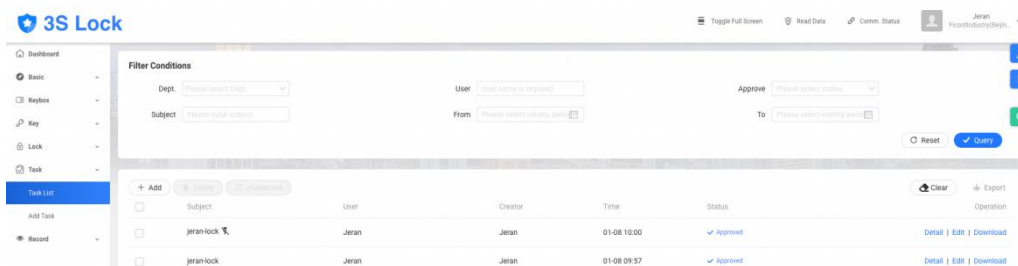 3S Lock
Toggle Full Screen
Read Data
Comm. Status
Jeran
Dashboard
Basic
Keybox
Key
Lock
Task
Task List
Add Task
Record
Filter Conditions
Dept. Please select Dept.
User User name is required
Approve Please select status
Subject Please input subject
From Please select validity period
To Please select validity period
Reset
Query
+ Add
Clear
Export
Subject User Creator Time Status Operation
jeran-lock Jeran Jeran 01-08 10:00 Approved Detail | Edit | Download
jeran-lock Jeran Jeran 01-08 09:57 Approved Detail | Edit | Download